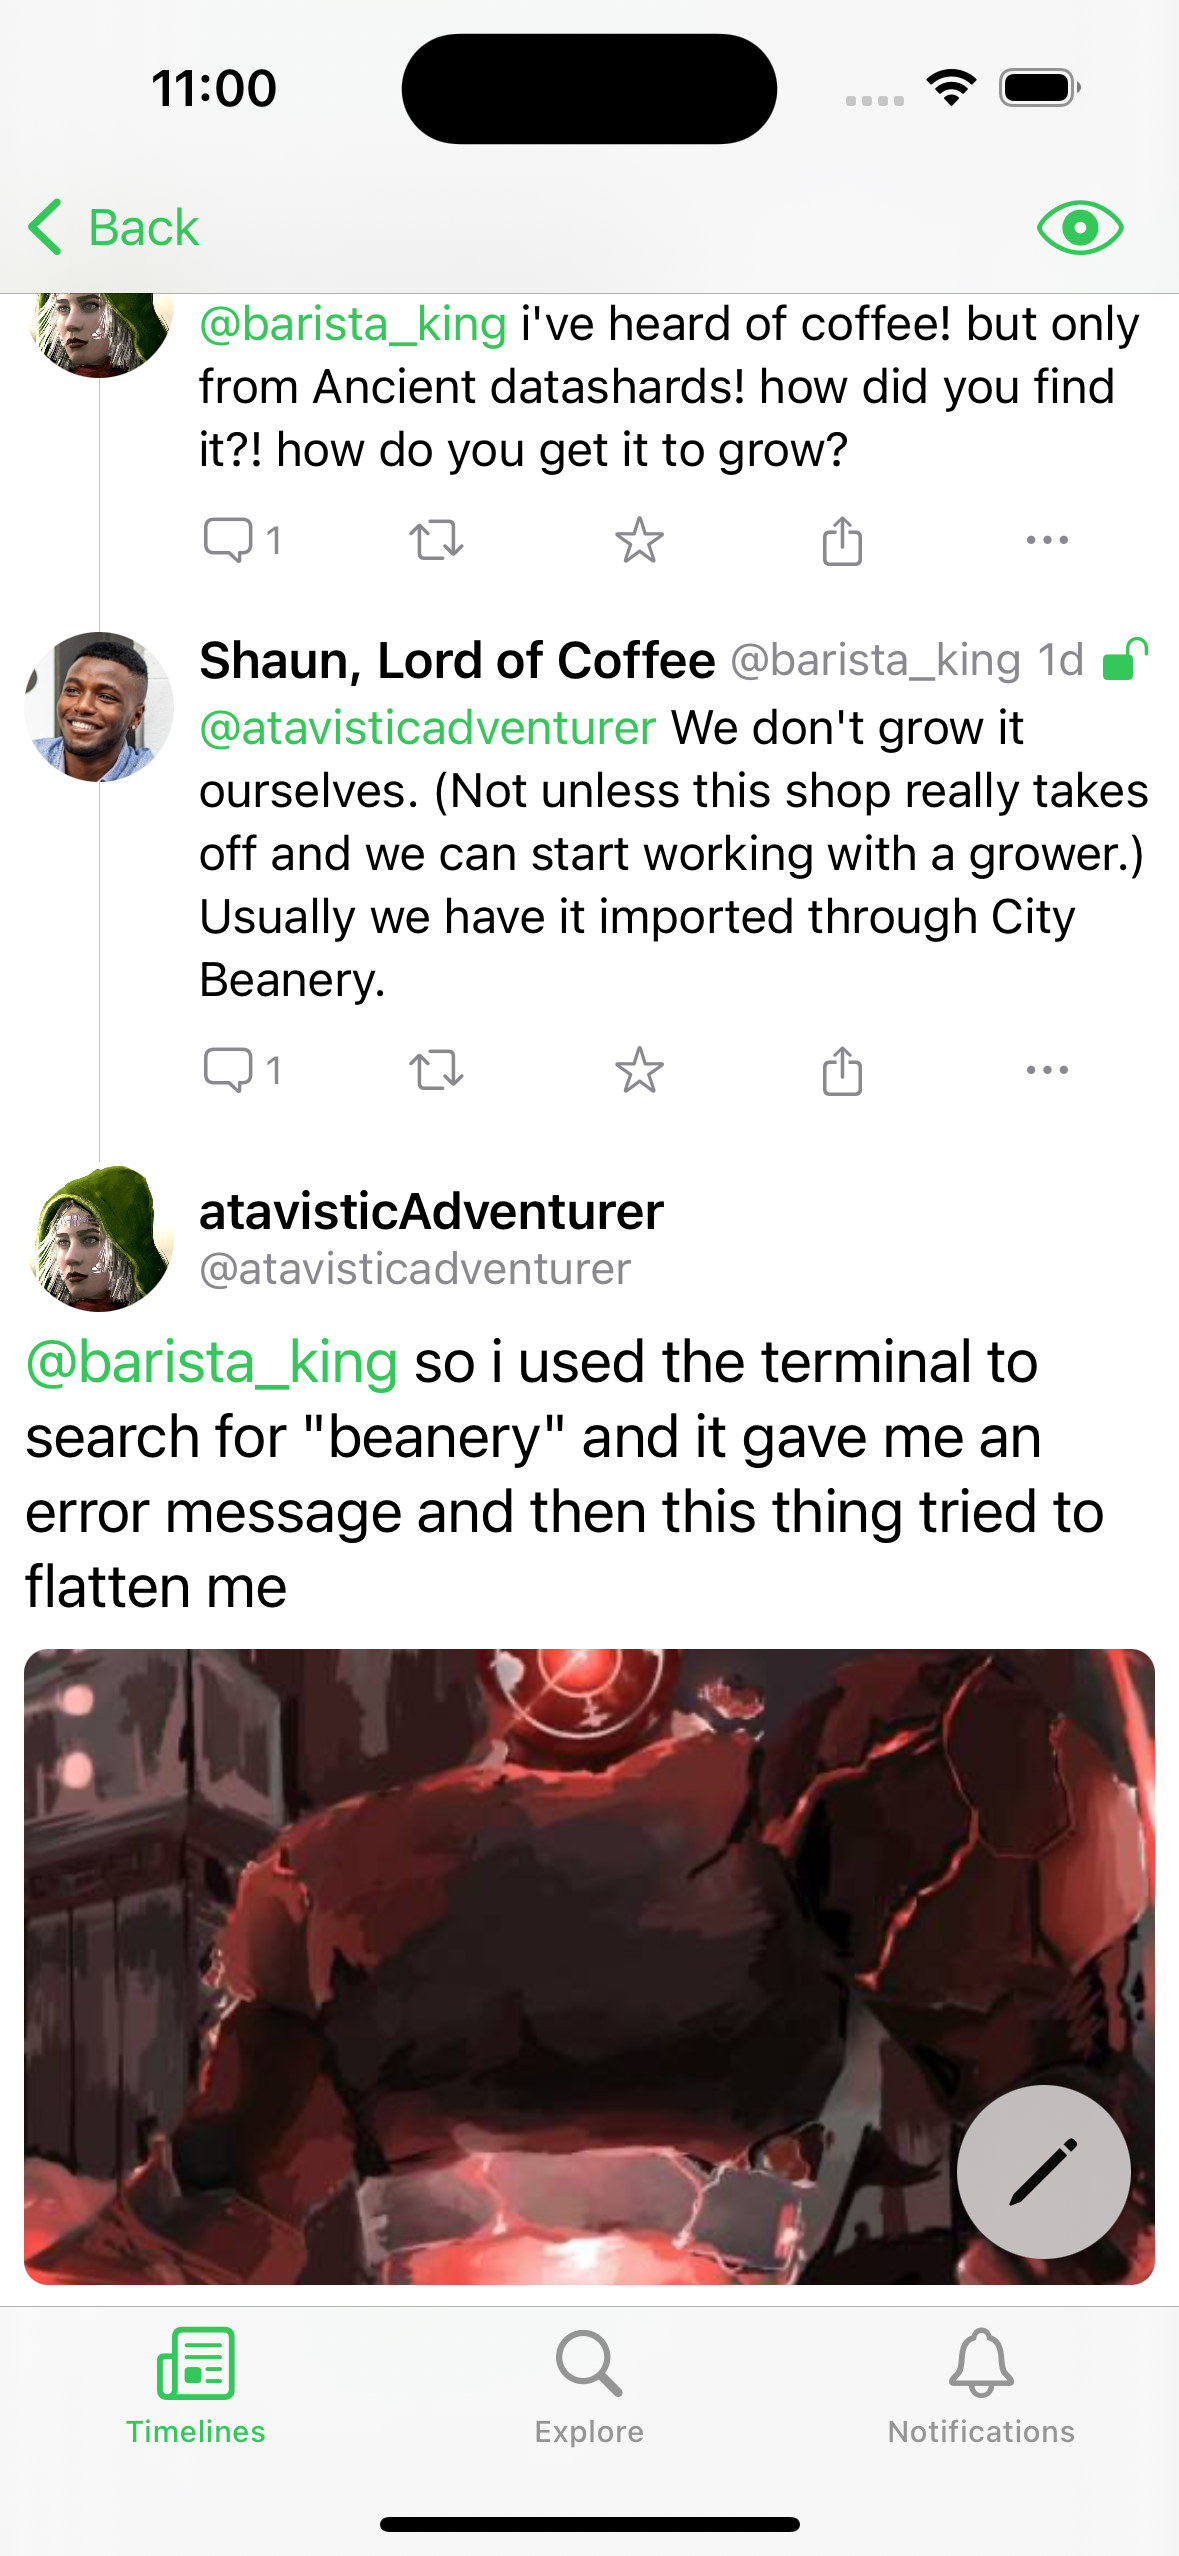 11:00
Back
@barista_king i've heard of coffee! but only
from Ancient datashards! how did you find
it?! how do you get it to grow?
1
Shaun, Lord of Coffee @barista_king 1d
@atavisticadventurer We don't grow it
ourselves. (Not unless this shop really takes
off and we can start working with a grower.)
Usually we have it imported through City
Beanery.
1
atavisticAdventurer
@atavisticadventurer
@barista_king so i used the terminal to
search for "beanery" and it gave me an
error message and then this thing tried to
flatten me
Timelines
Explore
Notifications